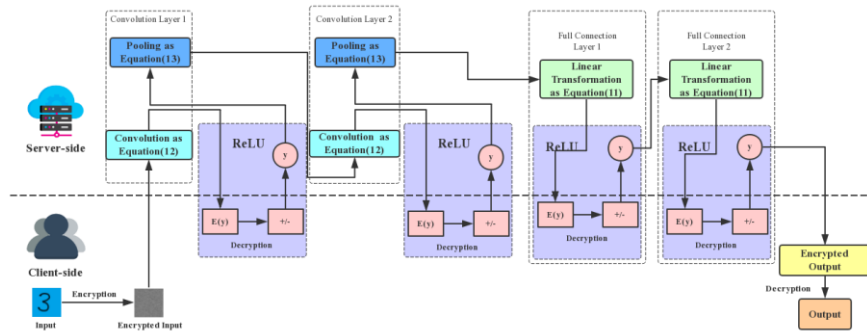 Convolution Layer 1
Pooling as
Equation(13)
Convolution as
Equation(12)
Convolution Layer 2
Pooling as
Equation(13)
Convolution as
Equation(12)
Full Connection
Layer 1
Linear
Transformation
as Equation(11)
Full Connection
Layer 2
Linear
Transformation
as Equation(11)
Server-side
ReLU
y
E(y)
+/-
Decryption
ReLU
y
E(y)
+/-
Decryption
ReLU
y
E(y)
+/-
Decryption
ReLU
y
E(y)
+/-
Decryption
Client-side
3
Input
Encryption
Encrypted Input
Encrypted
Output
Decryption
Output